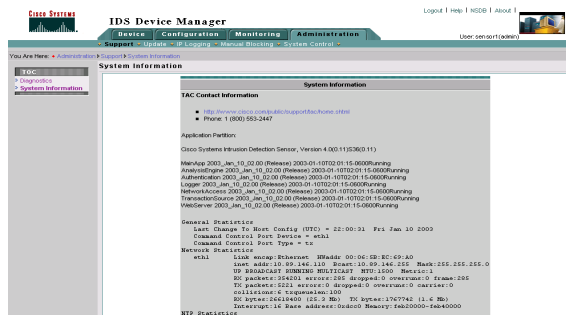 CISCO SYSTEMS
IDS Device Manager
Logout | Help | NSDB | About |
Device Configuration Monitoring Administration
User: sensor1(admin)
Support Update IP Logging Manual Blocking System Control
You Are Here: Administration Support System Information
System Information
TOC
Diagnostics
System Information
System Information
TAC Contact Information
http://www.cisco.com/public/support/tac/home.shtml
Phone: 1 (800) 553-2447
Application Partition:
Cisco Systems Intrusion Detection Sensor, Version 4.0(0.11)S36(0.11)
MainApp 2003_Jan_10_02.00 (Release) 2003-01-10T02:01:15-0600Running
AnalysisEngine 2003_Jan_10_02.00 (Release) 2003-01-10T02:01:15-0600Running
Authentication 2003_Jan_10_02.00 (Release) 2003-01-10T02:01:15-0600Running
Logger 2003_Jan_10_02.00 (Release) 2003-01-10T02:01:15-0600Running
NetworkAccess 2003_Jan_10_02.00 (Release) 2003-01-10T02:01:15-0600Running
TransactionSource 2003_Jan_10_02.00 (Release) 2003-01-10T02:01:15-0600Running
WebServer 2003_Jan_10_02.00 (Release) 2003-01-10T02:01:15-0600Running
General Statistics
Last Change To Host Config (UTC) = 22:00:31 Fri Jan 10 2003
Command Control Port Device = eth1
Command Control Port Type = tx
Network Statistics
eth1 Link encap:Ethernet HWaddr 00:06:5B:EC:69:A0
inet addr:10.89.146.110 Bcast:10.89.146.255 Mask:255.255.255.0
UP BROADCAST RUNNING MULTICAST MTU:1500 Metric:1
RX packets:354201 errors:285 dropped:0 overruns:0 frame:285
TX packets:5221 errors:0 dropped:0 overruns:0 carrier:0
collisions:6 txqueuelen:100
RX bytes:26618400 (25.3 Mb) TX bytes:1767742 (1.6 Mb)
Interrupt:16 Base address:0xdcc0 Memory:feb20000-feb40000
NTP Statistics